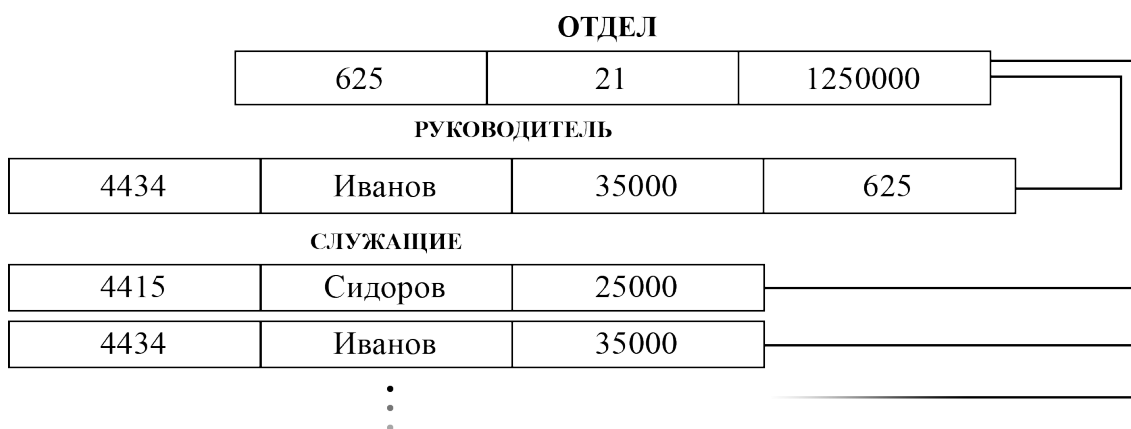 ОТДЕЛ
625 21 1250000
РУКОВОДИТЕЛЬ
4434 Иванов 35000 625
СЛУЖАЩИЕ
4415 Сидоров 25000
4434 Иванов 35000